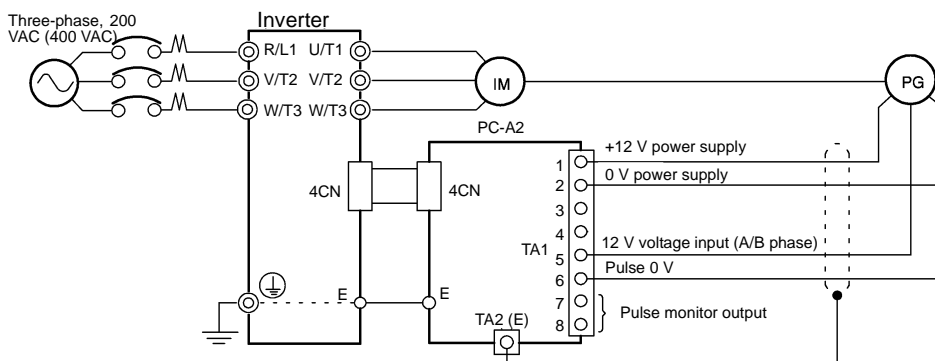 Three-phase, 200
VAC (400 VAC)
Inverter
R/L1 U/T1
V/T2 V/T2
W/T3 W/T3
IM
PG
PC-A2
4CN
4CN
1
2
3
4
5
6
7
8
TA1
+12 V power supply
0 V power supply
12 V voltage input (A/B phase)
Pulse 0 V
Pulse monitor output
E
E
TA2 (E)